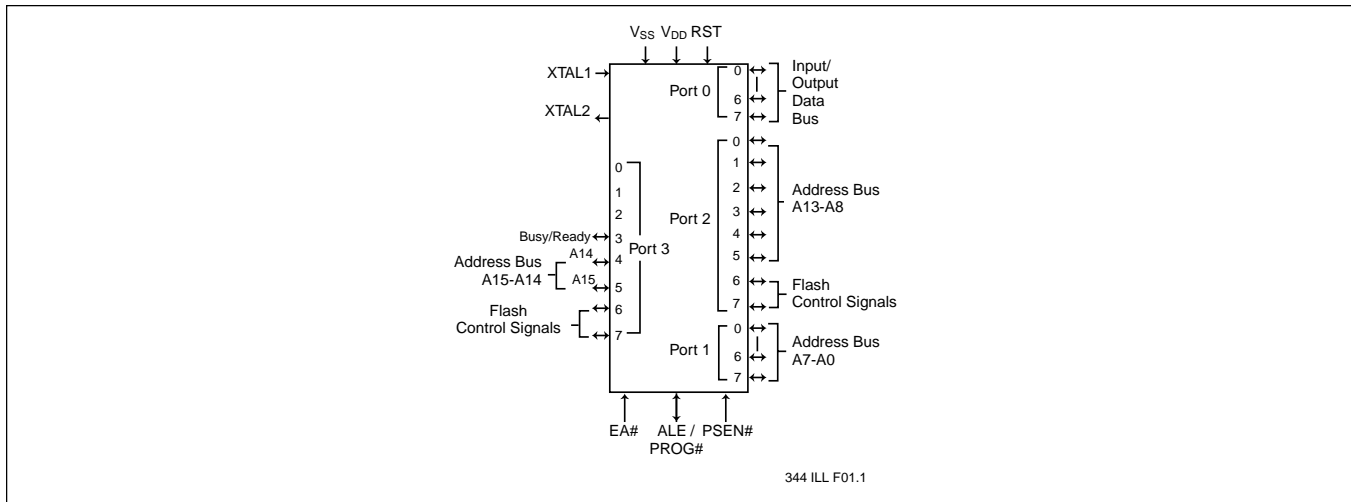 VSS VDD RST
XTAL1
XTAL2
Port 0
0
6
7
Input/
Output
Data
Bus
Port 2
0
1
2
3
4
5
6
7
Address Bus
A13-A8
Flash
Control Signals
Port 3
0
1
2
3
4
5
6
7
Busy/Ready
A14
A15
Address Bus
A15-A14
Flash
Control Signals
Port 1
0
6
7
Address Bus
A7-A0
EA#
ALE /
PROG#
PSEN#
344 ILL F01.1